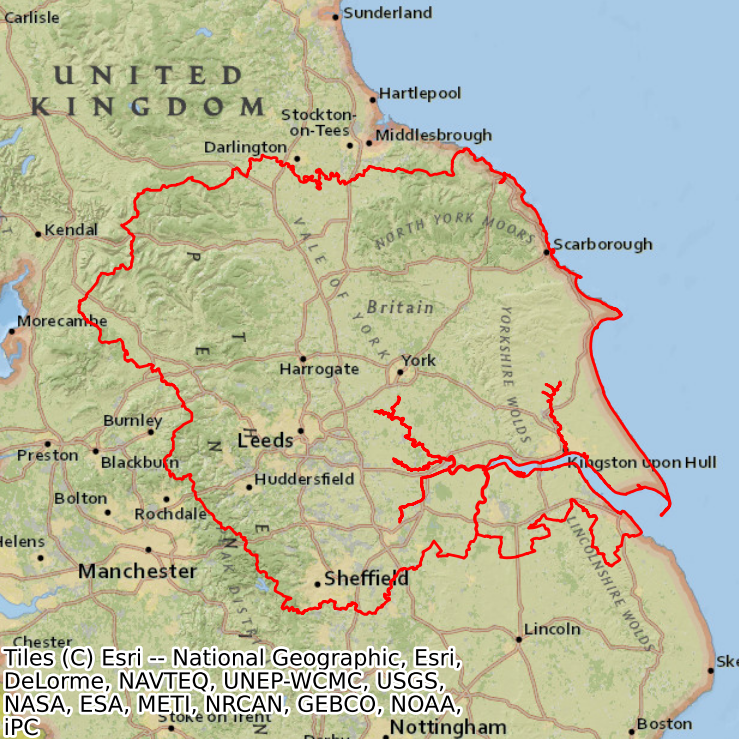 Carlisle
Sunderland
UNITED
KINGDOM
Hartlepool
Stockton-
on-Tees
Middlesbrough
Darlington
Kendal
VALE OF YORK
NORTH YORK MOORS
Scarborough
PENNINE
Britain
YORKSHIRE WOLDS
Morecambe
Harrogate
York
Burnley
Leeds
Preston
Blackburn
Kingston upon Hull
Huddersfield
Bolton
Rochdale
Helens
Manchester
Sheffield
LINCOLNSHIRE WOLDS
Lincoln
Chester
Tiles (C) Esri -- National Geographic, Esri,
DeLorme, NAVTEQ, UNEP-WCMC, USGS,
NASA, ESA, METI, NRCAN, GEBCO, NOAA,
iPC
Ske
Stoke on Trent
Nottingham
Boston